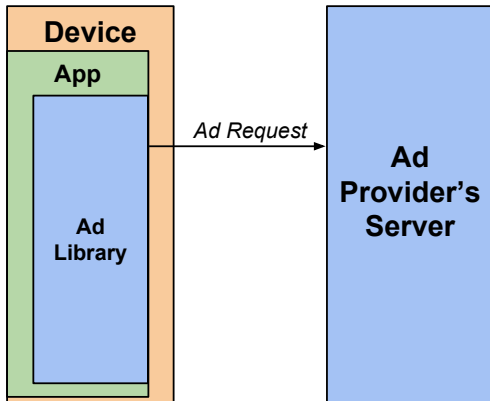 Device
App
Ad
Library
Ad Request
Ad
Provider's
Server